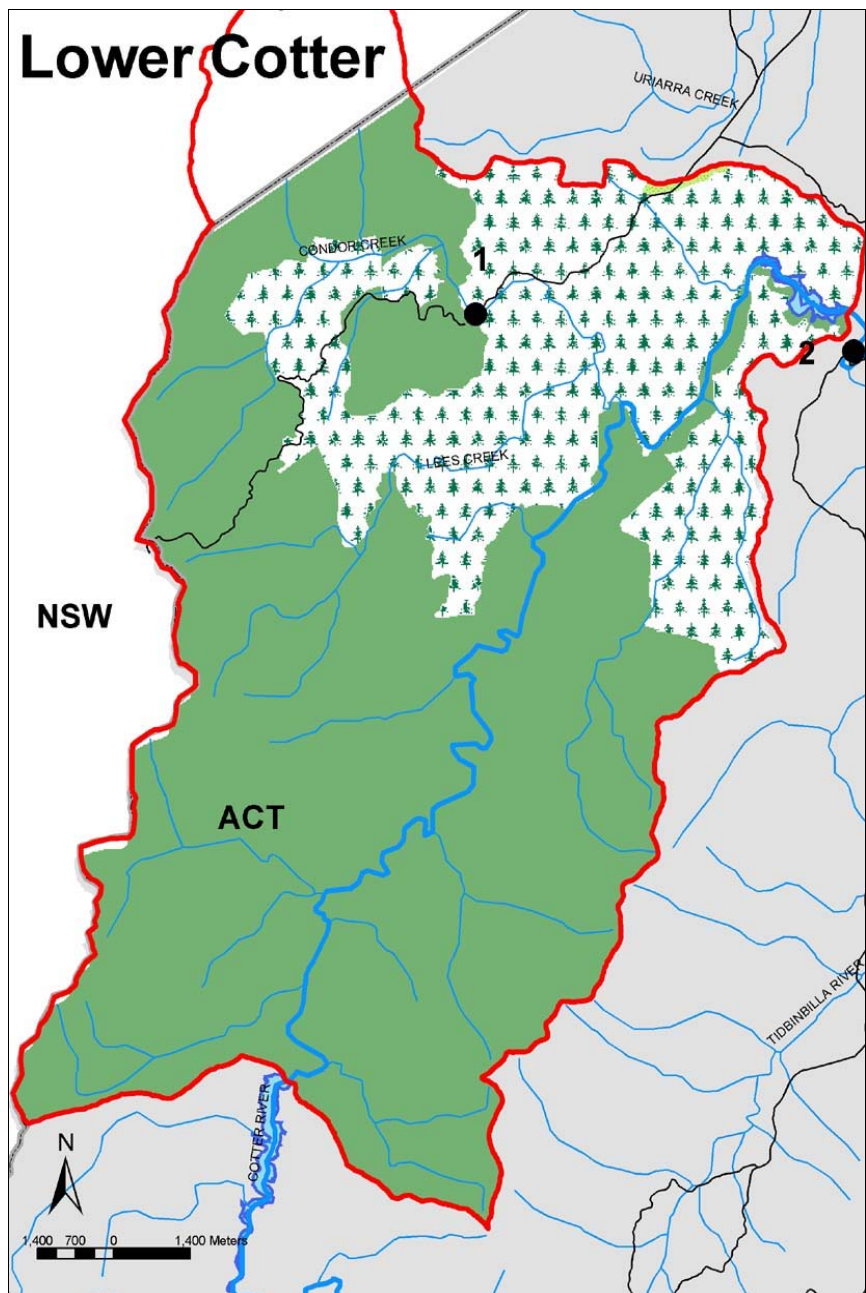 Lower Cotter
URIARRA CREEK
CONDOR CREEK
1
2
LEES CREEK
NSW
ACT
TIDBINBILLA RIVER
COTTER RIVER
N
1,400 700 0 1,400 Meters